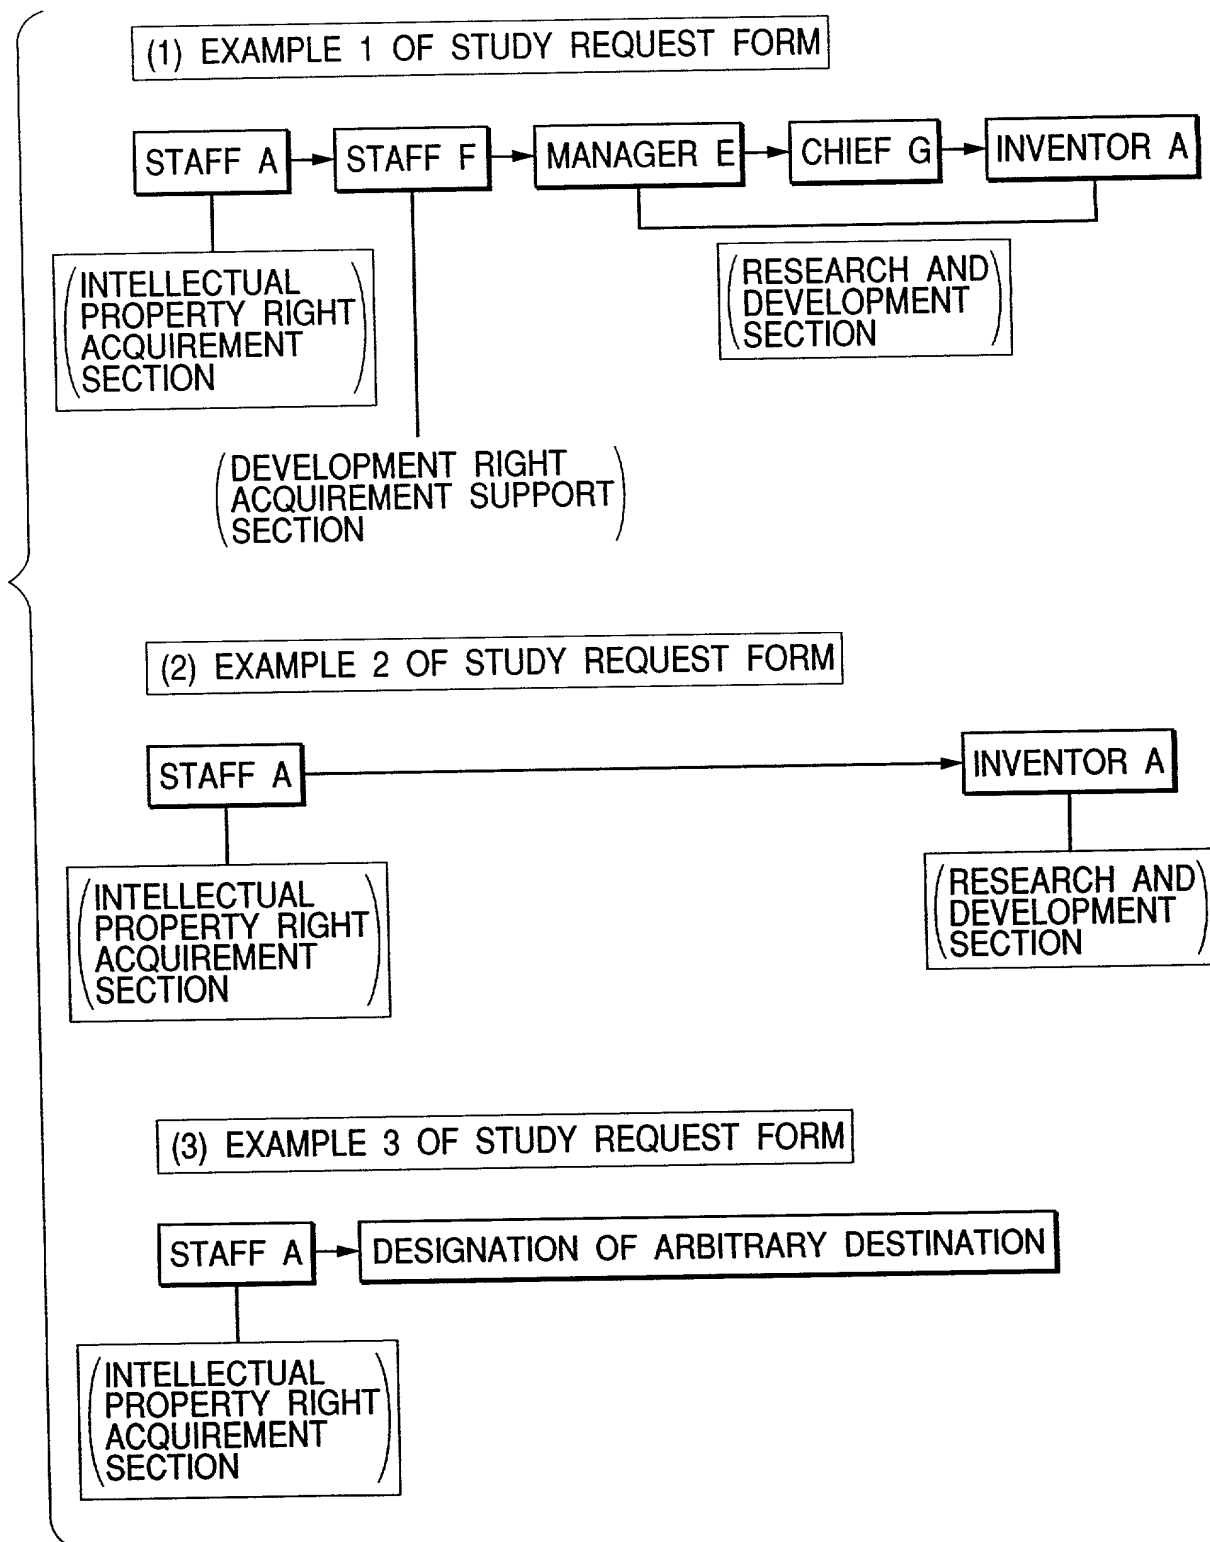 (1) EXAMPLE 1 OF STUDY REQUEST FORM
STAFF A
STAFF F
MANAGER E
CHIEF G
INVENTOR A
(INTELLECTUAL
PROPERTY RIGHT
ACQUIREMENT
SECTION)
(RESEARCH AND
DEVELOPMENT
SECTION)
(DEVELOPMENT RIGHT
ACQUIREMENT SUPPORT
SECTION)
(2) EXAMPLE 2 OF STUDY REQUEST FORM
STAFF A
INVENTOR A
(INTELLECTUAL
PROPERTY RIGHT
ACQUIREMENT
SECTION)
(RESEARCH AND
DEVELOPMENT
SECTION)
(3) EXAMPLE 3 OF STUDY REQUEST FORM
STAFF A
DESIGNATION OF ARBITRARY DESTINATION
(INTELLECTUAL
PROPERTY RIGHT
ACQUIREMENT
SECTION)